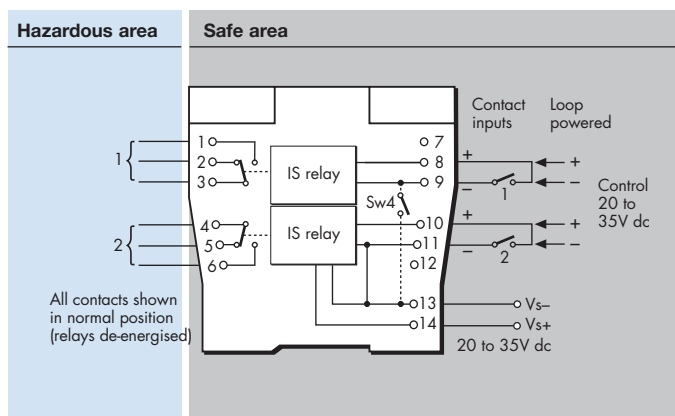 Hazardous area
Safe area
Contact inputs
Loop powered
1
1
2
3
IS relay
7
8
9
+
–
1
+
–
Sw4
Control
20 to
35V dc
2
4
5
6
IS relay
10
11
12
+
–
2
+
–
All contacts shown
in normal position
(relays de-energised)
13
Vs–
14
Vs+
20 to 35V dc